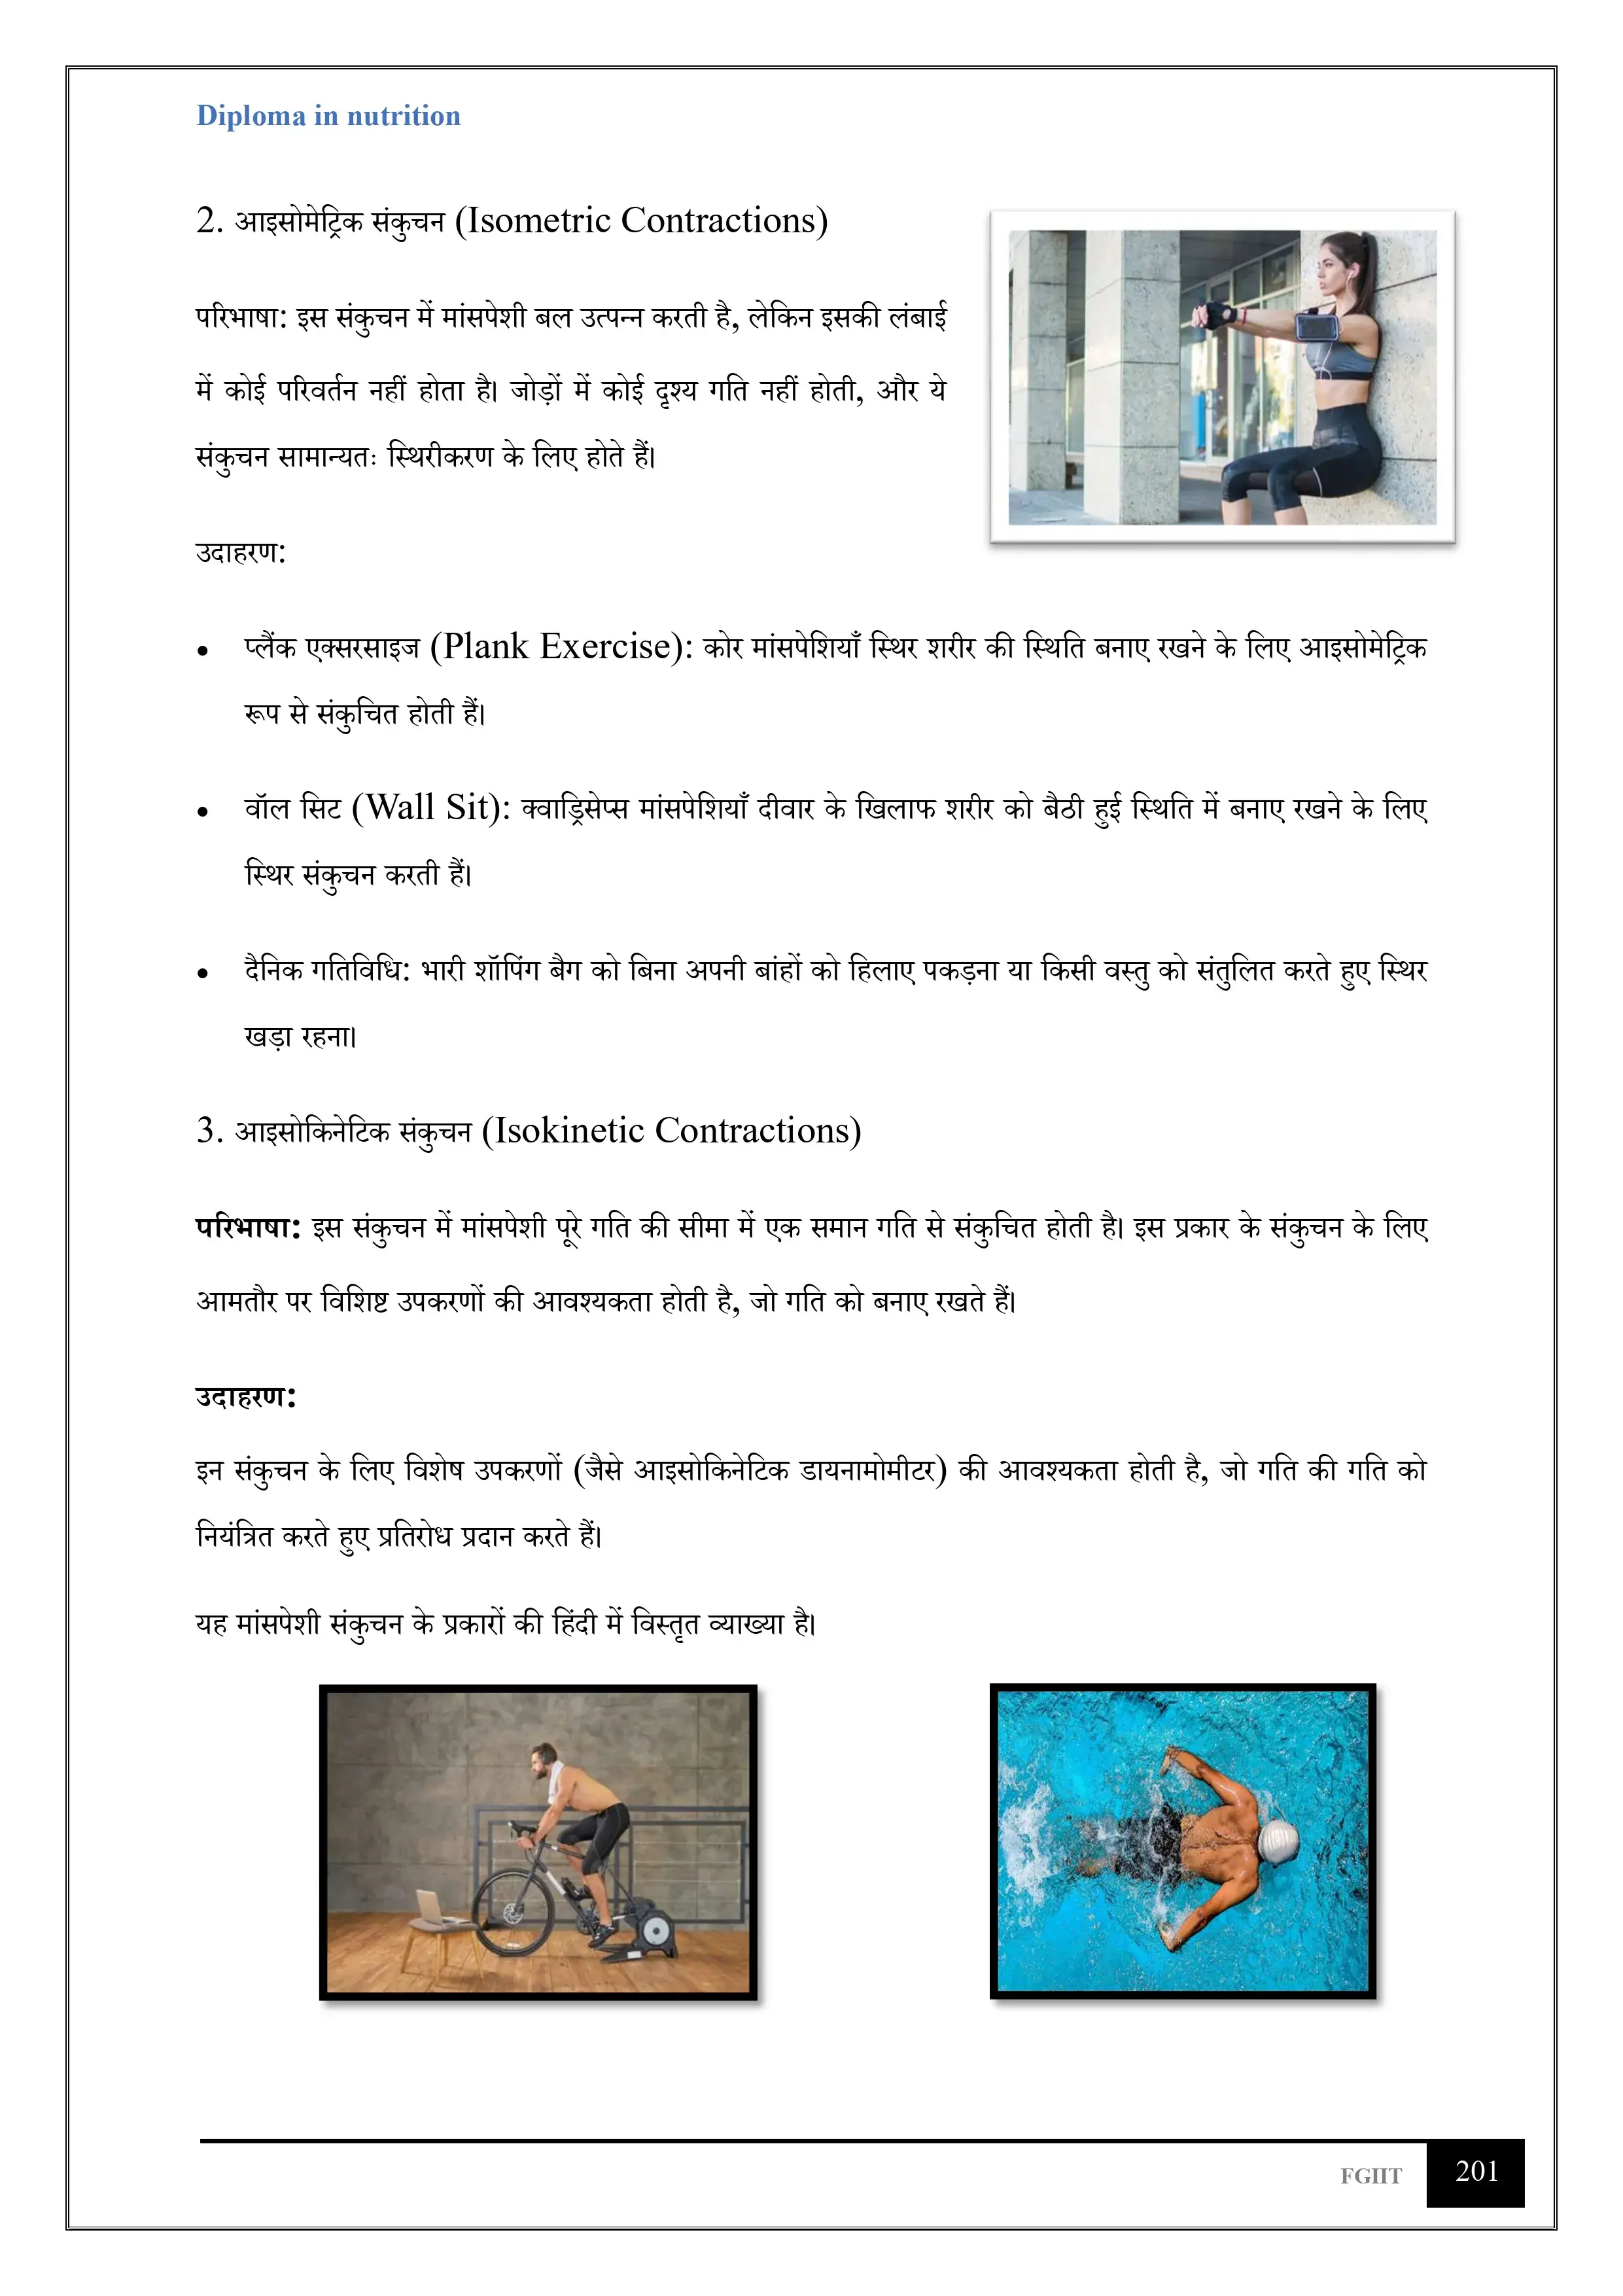 Diploma in nutrition
2. आइसोमेट्रिक संकुचन (Isometric Contractions)
परिभाषा: इस संकुचन में मांसपेशी बल उत्पन्न करती है, लेकिन इसकी लंबाई
में कोई परिवर्तन नहीं होता है। जोड़ों में कोई दृश्य गति नहीं होती, और ये
संकुचन सामान्यतः स्थिरीकरण के लिए होते हैं।
उदाहरण:
• प्लैंक एक्सरसाइज (Plank Exercise): कोर मांसपेशियाँ स्थिर शरीर की स्थिति बनाए रखने के लिए आइसोमेट्रिक
रूप से संकुचित होती हैं।
• वॉल सिट (Wall Sit): क्वाड्रिसेप्स मांसपेशियाँ दीवार के खिलाफ शरीर को बैठी हुई स्थिति में बनाए रखने के लिए
स्थिर संकुचन करती हैं।
• दैनिक गतिविधि: भारी शॉपिंग बैग को बिना अपनी बांहों को हिलाए पकड़ना या किसी वस्तु को संतुलित करते हुए स्थिर
खड़ा रहना।
3. आइसोकिनेटिक संकुचन (Isokinetic Contractions)
परिभाषा: इस संकुचन में मांसपेशी पूरे गति की सीमा में एक समान गति से संकुचित होती है। इस प्रकार के संकुचन के लिए
आमतौर पर विशिष्ट उपकरणों की आवश्यकता होती है, जो गति को बनाए रखते हैं।
उदाहरण:
इन संकुचन के लिए विशेष उपकरणों (जैसे आइसोकिनेटिक डायनामोमीटर) की आवश्यकता होती है, जो गति की गति को
नियंत्रित करते हुए प्रतिरोध प्रदान करते हैं।
यह मांसपेशी संकुचन के प्रकारों की हिंदी में विस्तृत व्याख्या है।
FGIIT 201